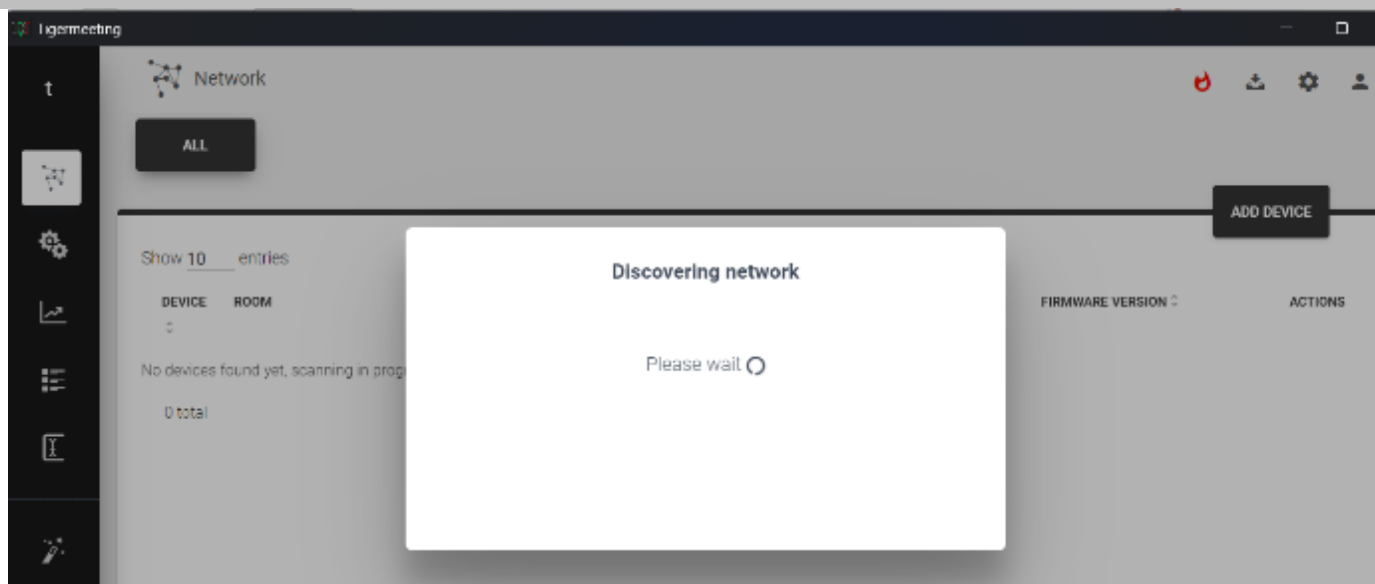 Tigermeeting
t
Network
ALL
ADD DEVICE
Show 10 entries
DEVICE ROOM FIRMWARE VERSION ACTIONS
No devices found yet, scanning in prog
0 total
Discovering network
Please wait